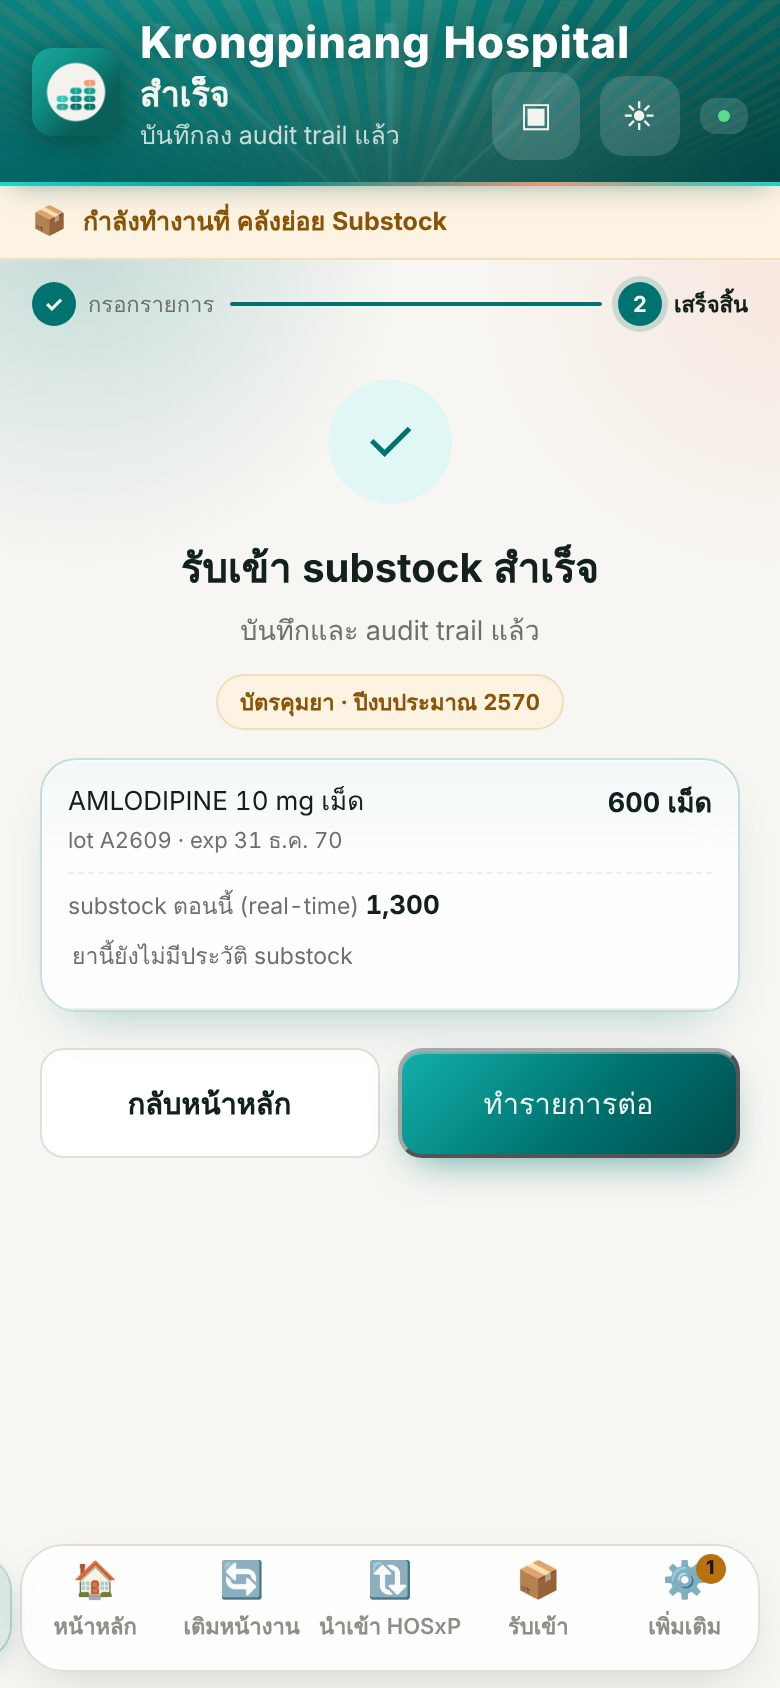 Krongpinang Hospital
สำเร็จ
บันทึกลง audit trail แล้ว
กำลังทำงานที่ คลังย่อย Substock
กรอกรายการ
2 เสร็จสิ้น
รับเข้า substock สำเร็จ
บันทึกและ audit trail แล้ว
บัตรคุมยา · ปีงบประมาณ 2570
AMLODIPINE 10 mg เม็ด 600 เม็ด
lot A2609 · exp 31 ธ.ค. 70
substock ตอนนี้ (real-time) 1,300
ยานี้ยังไม่มีประวัติ substock
กลับหน้าหลัก ทำรายการต่อ
1
หน้าหลัก เติมหน้างาน นำเข้า HOSxP รับเข้า เพิ่มเติม